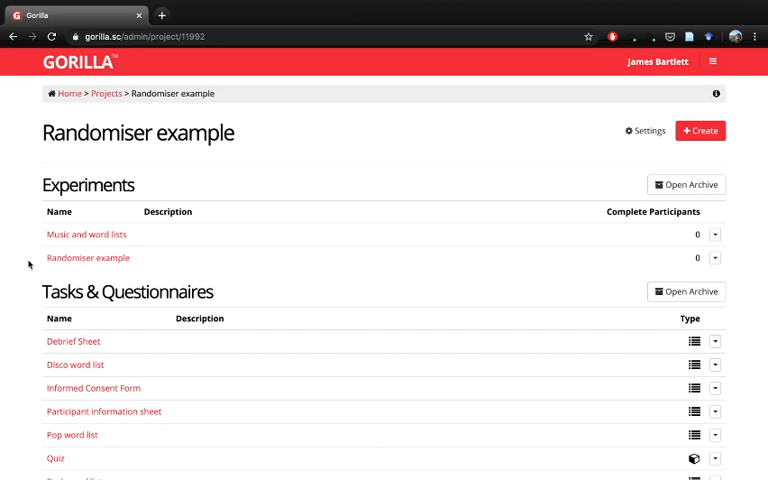 Gorilla
gorilla.sc/admin/project/11992
GORILLA™
James Bartlett
Home > Projects > Randomiser example
Randomiser example
Settings
+ Create
Experiments
Open Archive
Name Description Complete Participants
Music and word lists 0
Randomiser example 0
Tasks & Questionnaires
Open Archive
Name Description Type
Debrief Sheet
Disco word list
Informed Consent Form
Participant information sheet
Pop word list
Quiz